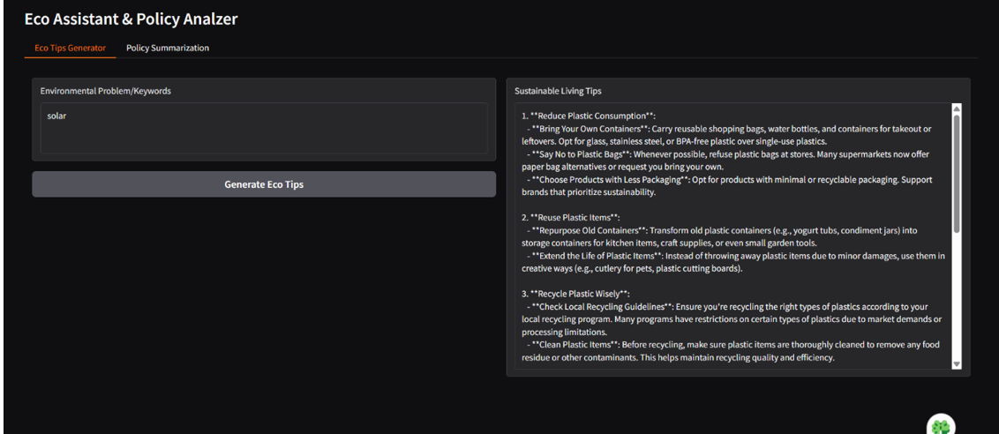 Eco Assistant & Policy Analzer
Eco Tips Generator
Policy Summarization
Environmental Problem/Keywords
solar
Generate Eco Tips
Sustainable Living Tips
1. **Reduce Plastic Consumption**:
- **Bring Your Own Containers**: Carry reusable shopping bags, water bottles, and containers for takeout or
leftovers. Opt for glass, stainless steel, or BPA-free plastic over single-use plastics.
- **Say No to Plastic Bags**: Whenever possible, refuse plastic bags at stores. Many supermarkets now offer
paper bag alternatives or request you bring your own.
- **Choose Products with Less Packaging**: Opt for products with minimal or recyclable packaging. Support
brands that prioritize sustainability.
2. **Reuse Plastic Items**:
- **Repurpose Old Containers**: Transform old plastic containers (e.g., yogurt tubs, condiment jars) into
storage containers for kitchen items, craft supplies, or even small garden tools.
- **Extend the Life of Plastic Items**: Instead of throwing away plastic items due to minor damages, use them in
creative ways (e.g., cutlery for pets, plastic cutting boards).
3. **Recycle Plastic Wisely**:
- **Check Local Recycling Guidelines**: Ensure you're recycling the right types of plastics according to your
local recycling program. Many programs have restrictions on certain types of plastics due to market demands or
processing limitations.
- **Clean Plastic Items**: Before recycling, make sure plastic items are thoroughly cleaned to remove any food
residue or other contaminants. This helps maintain recycling quality and efficiency.